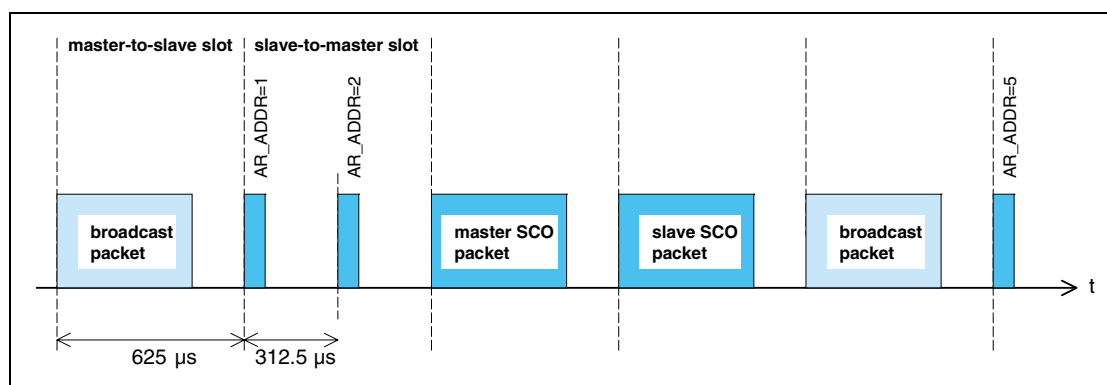 master-to-slave slot
slave-to-master slot
AR_ADDR=1
AR_ADDR=2
AR_ADDR=5
broadcast
packet
master SCO
packet
slave SCO
packet
broadcast
packet
t
625 µs
312.5 µs